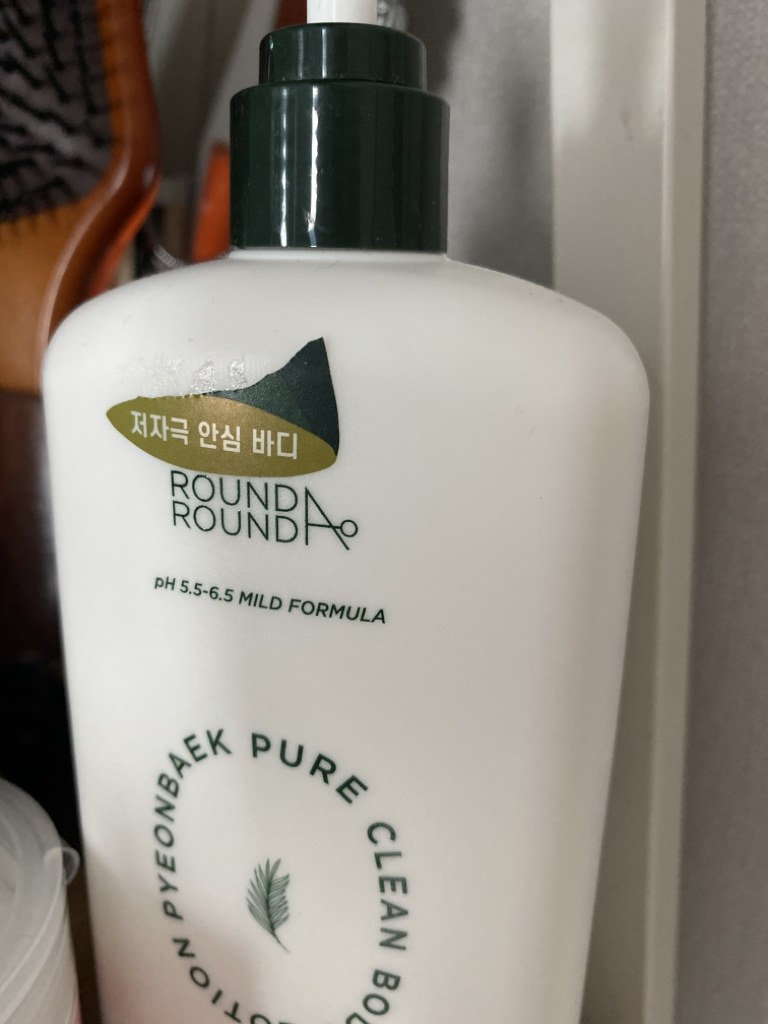 저자극 안심 바디
ROUND A
ROUND
pH 5.5-6.5 MILD FORMULA
PYEONBAEK PURE CLEAN